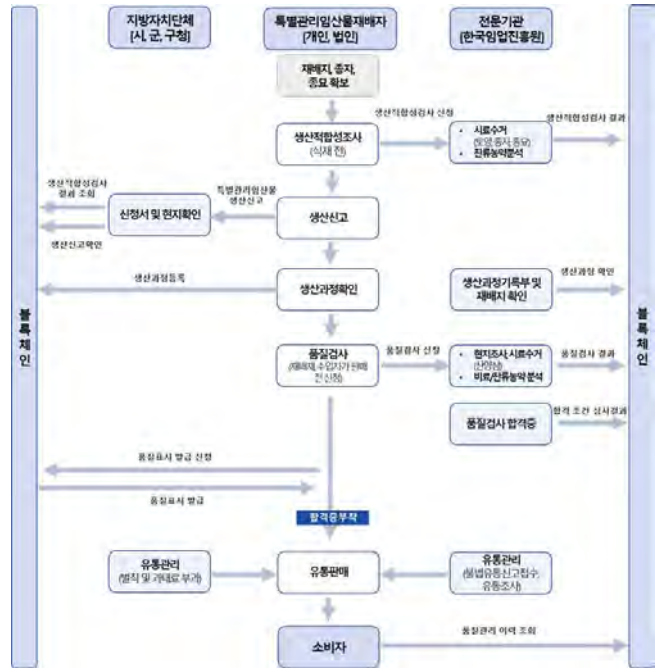 지방자치단체
[시, 군, 구청]
특별관리임산물재배자
[개인, 법인]
전문기관
(한국임업진흥원)
재배지, 종자,
종묘 확보
생산적합성검사 신청
생산적합성검사 결과
생산적합성조사
(식재 전)
• 시료수거
(토양, 종자, 종묘)
• 잔류농약분석
생산적합성검사
결과 조회
특별관리임산물
생산신고
신청서 및 현지확인
생산신고
생산신고확인
생산과정등록
생산과정확인
생산과정기록부 및
재배지 확인
생산과정 확인
블록체인
블록체인
품질검사
(재배자, 수입자가 판매
전 신청)
품질검사 신청
• 현지조사, 시료수거
(산양삼)
• 비료/잔류농약 분석
품질검사 결과
품질검사 합격증
합격 조건 심사결과
품질표시 발급 신청
품질표시 발급
합격증부착
유통관리
(벌칙 및 과태료 부과)
유통판매
유통관리
(불법유통신고접수,
유통조사)
소비자
품질관리 이력 조회